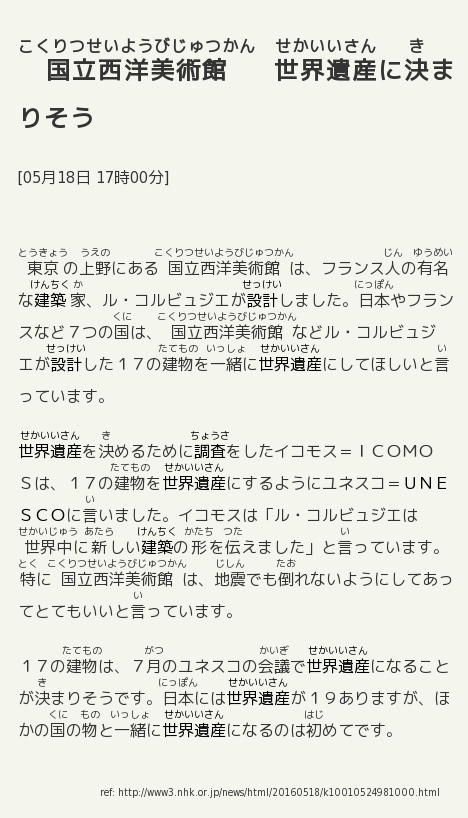 こくりつせいようびじゅつかん せかいいさん き
国立西洋美術館 世界遺産に決ま
りそう
[05月18日 17時00分]
とうきょう うえの こくりつせいようびじゅつかん じん ゆうめい
東京の上野にある 国立西洋美術館 は、フランス人の有名
けんちく か せっけい にっぽん
な建築 家、ル・コルビュジエが設計しました。日本やフラン
くに こくりつせいようびじゅつかん
スなど７つの国は、 国立西洋美術館 などル・コルビュジ
せっけい たてもの いっしょ せかいいさん い
エが設計した１７の建物を一緒に世界遺産にしてほしいと言
っています。
せかいいさん き ちょうさ
世界遺産を決めるために調査をしたイコモス＝ＩＣＯＭＯ
たてもの せかいいさん
Ｓは、１７の建物を世界遺産にするようにユネスコ＝ＵＮＥ
い
ＳＣＯに言いました。イコモスは「ル・コルビュジエは
せかいじゅう あたら けんちく かたち つた い
世界中に新しい建築の形を伝えました」と言っています。
とく こくりつせいようびじゅつかん じしん たお
特に 国立西洋美術館 は、地震でも倒れないようにしてあっ
い
てとてもいいと言っています。
たてもの がつ かいぎ せかいいさん
１７の建物は、７月のユネスコの会議で世界遺産になること
き にっぽん せかいいさん
が決まりそうです。日本には世界遺産が１９ありますが、ほ
くに もの いっしょ せかいいさん はじ
かの国の物と一緒に世界遺産になるのは初めてです。
ref: http://www3.nhk.or.jp/news/html/20160518/k10010524981000.html